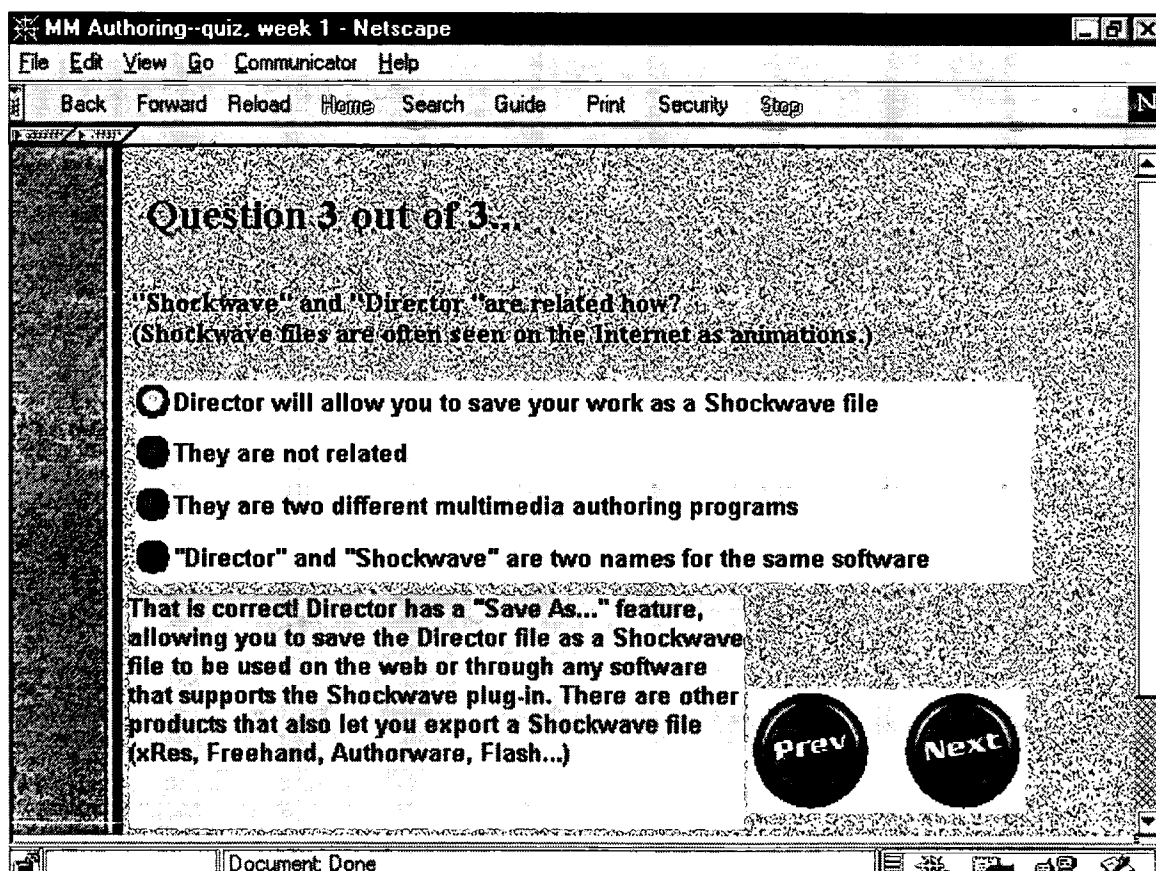 MM Authoring--quiz, week 1 - Netscape
File Edit View Go Communicator Help
Back Forward Reload Home Search Guide Print Security Stop
N
Question 3 out of 3...
"Shockwave" and "Director "are related how?
(Shockwave files are often seen on the Internet as animations.)
Director will allow you to save your work as a Shockwave file
They are not related
They are two different multimedia authoring programs
"Director" and "Shockwave" are two names for the same software
That is correct! Director has a "Save As..." feature,
allowing you to save the Director file as a Shockwave
file to be used on the web or through any software
that supports the Shockwave plug-in. There are other
products that also let you export a Shockwave file
(xRes, Freehand, Authorware, Flash...)
Prev Next
Document Done